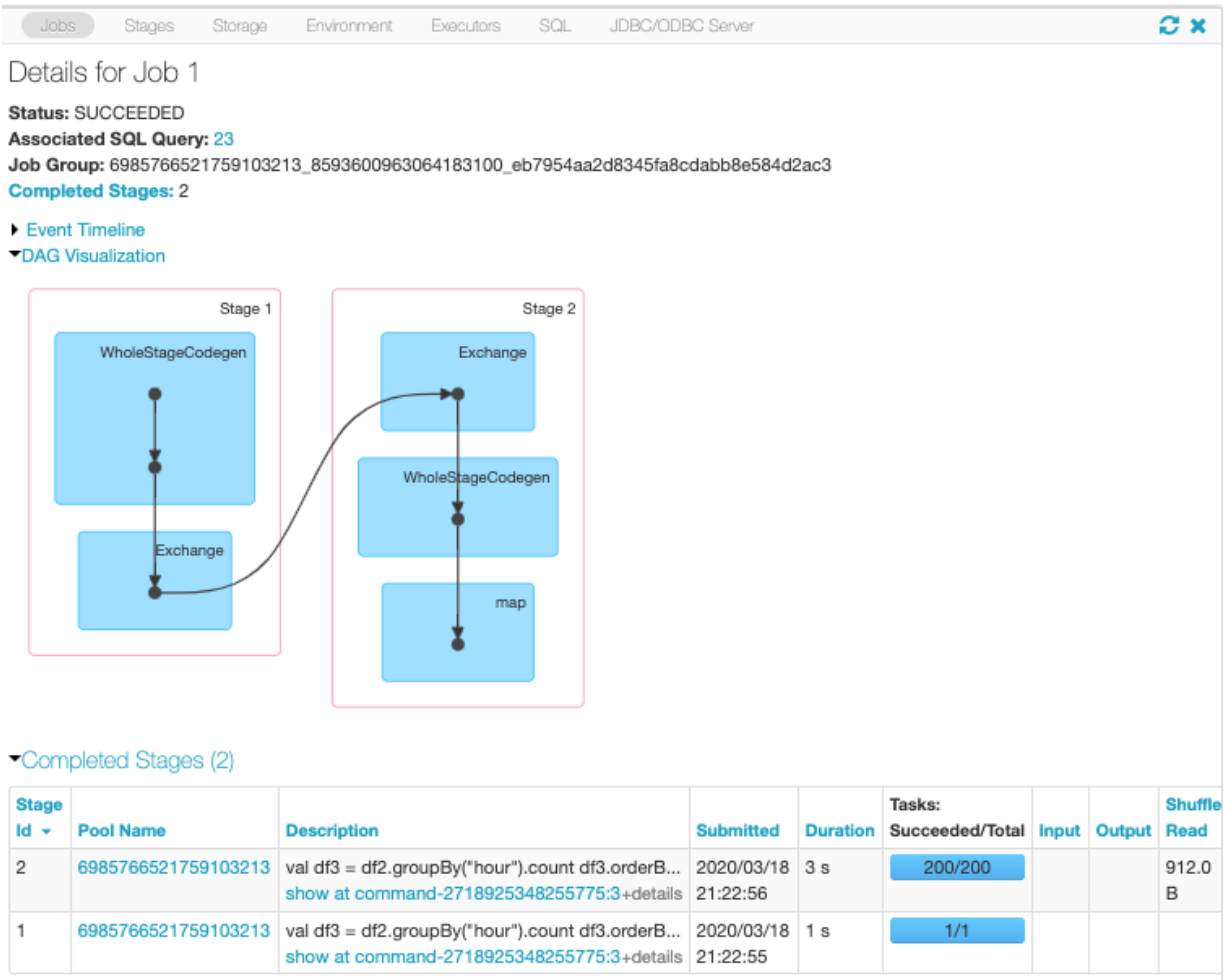 Jobs Stages Storage Environment Executors SQL JDBC/ODBC Server
Details for Job 1
Status: SUCCEEDED
Associated SQL Query: 23
Job Group: 6985766521759103213_8593600963064183100_eb7954aa2d8345fa8cdabb8e584d2ac3
Completed Stages: 2
Event Timeline
DAG Visualization
Stage 1
WholeStageCodegen
Exchange
Stage 2
Exchange
WholeStageCodegen
map
Completed Stages (2)
Stage Id Pool Name Description Submitted Duration Tasks: Succeeded/Total Input Output Shuffle Read
2 6985766521759103213 val df3 = df2.groupBy("hour").count df3.orderB... 2020/03/18 3 s 200/200 912.0
show at command-2718925348255775:3+details 21:22:56 B
1 6985766521759103213 val df3 = df2.groupBy("hour").count df3.orderB... 2020/03/18 1 s 1/1
show at command-2718925348255775:3+details 21:22:55